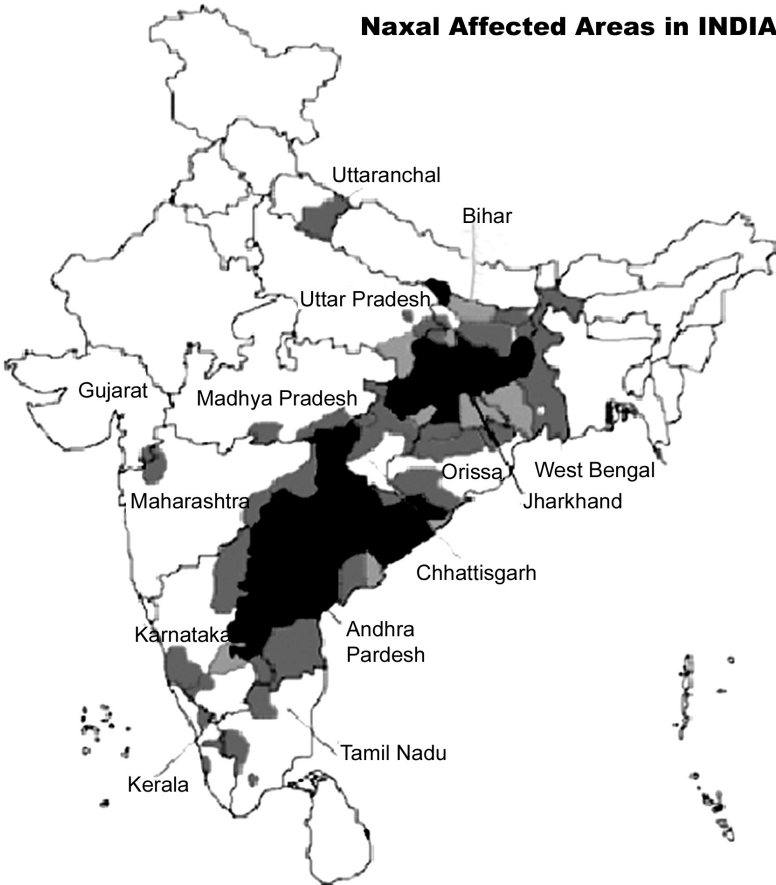 Naxal Affected Areas in INDIA
Uttaranchal
Bihar
Uttar Pradesh
Gujarat
Madhya Pradesh
Orissa
West Bengal
Maharashtra
Jharkhand
Chhattisgarh
Karnataka
Andhra
Pardesh
Tamil Nadu
Kerala